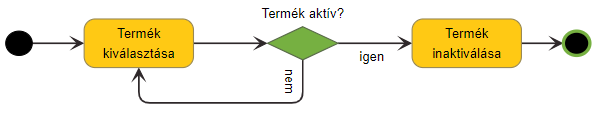 Termék aktív?
Termék
kiválasztása
igen
nem
Termék
inaktiválása